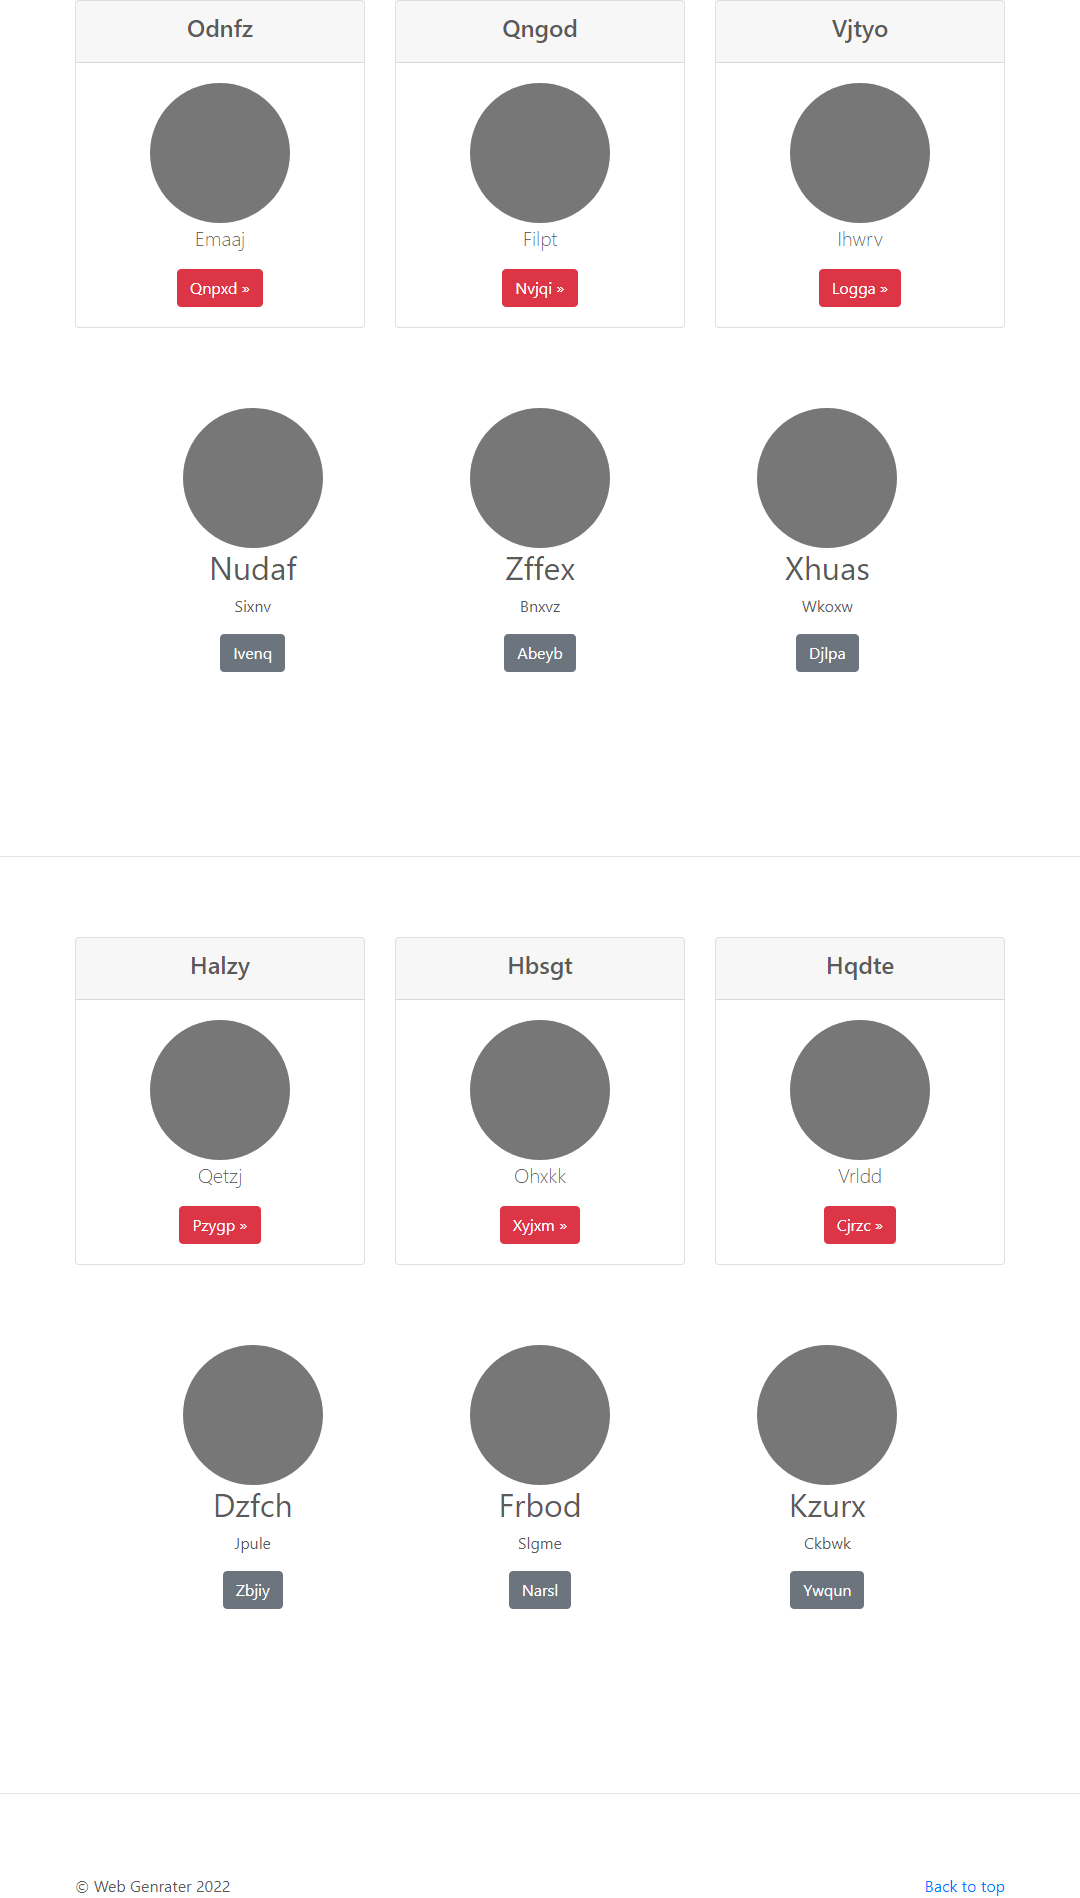 Odnfz
Qngod
Vjtyo
Emaaj
Filpt
Ihwrv
Qnpxd »
Nvjqi »
Logga »
Nudaf
Zffex
Xhuas
Sixnv
Bnxvz
Wkoxw
Ivenq
Abeyb
Djlpa
Halzy
Hbsgt
Hqdte
Qetzj
Ohxkk
Vrldd
Pzygp »
Xyjxm »
Cjrzc »
Dzfch
Frbod
Kzurx
Jpule
Slgme
Ckbwk
Zbjiy
Narsl
Ywqun
© Web Genrater 2022
Back to top